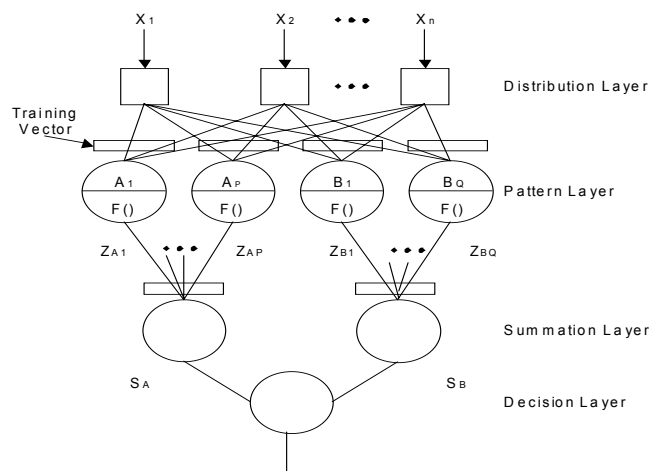 X1 X2 Xn
Distribution Layer
Training
Vector
A1 AP B1 BQ
Pattern Layer
F() F() F() F()
ZA1 ZAP ZB1 ZBQ
Summation Layer
SA SB
Decision Layer